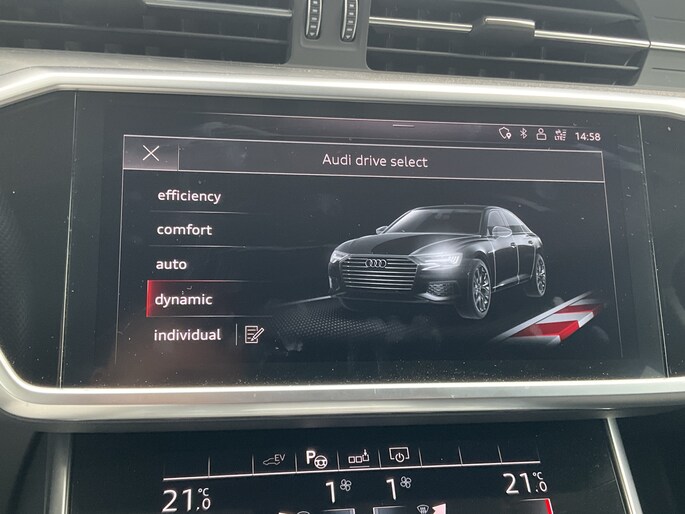 14:58
Audi drive select
efficiency
comfort
auto
dynamic
individual
EV P
21.0 °C 1 1 21.0 °C